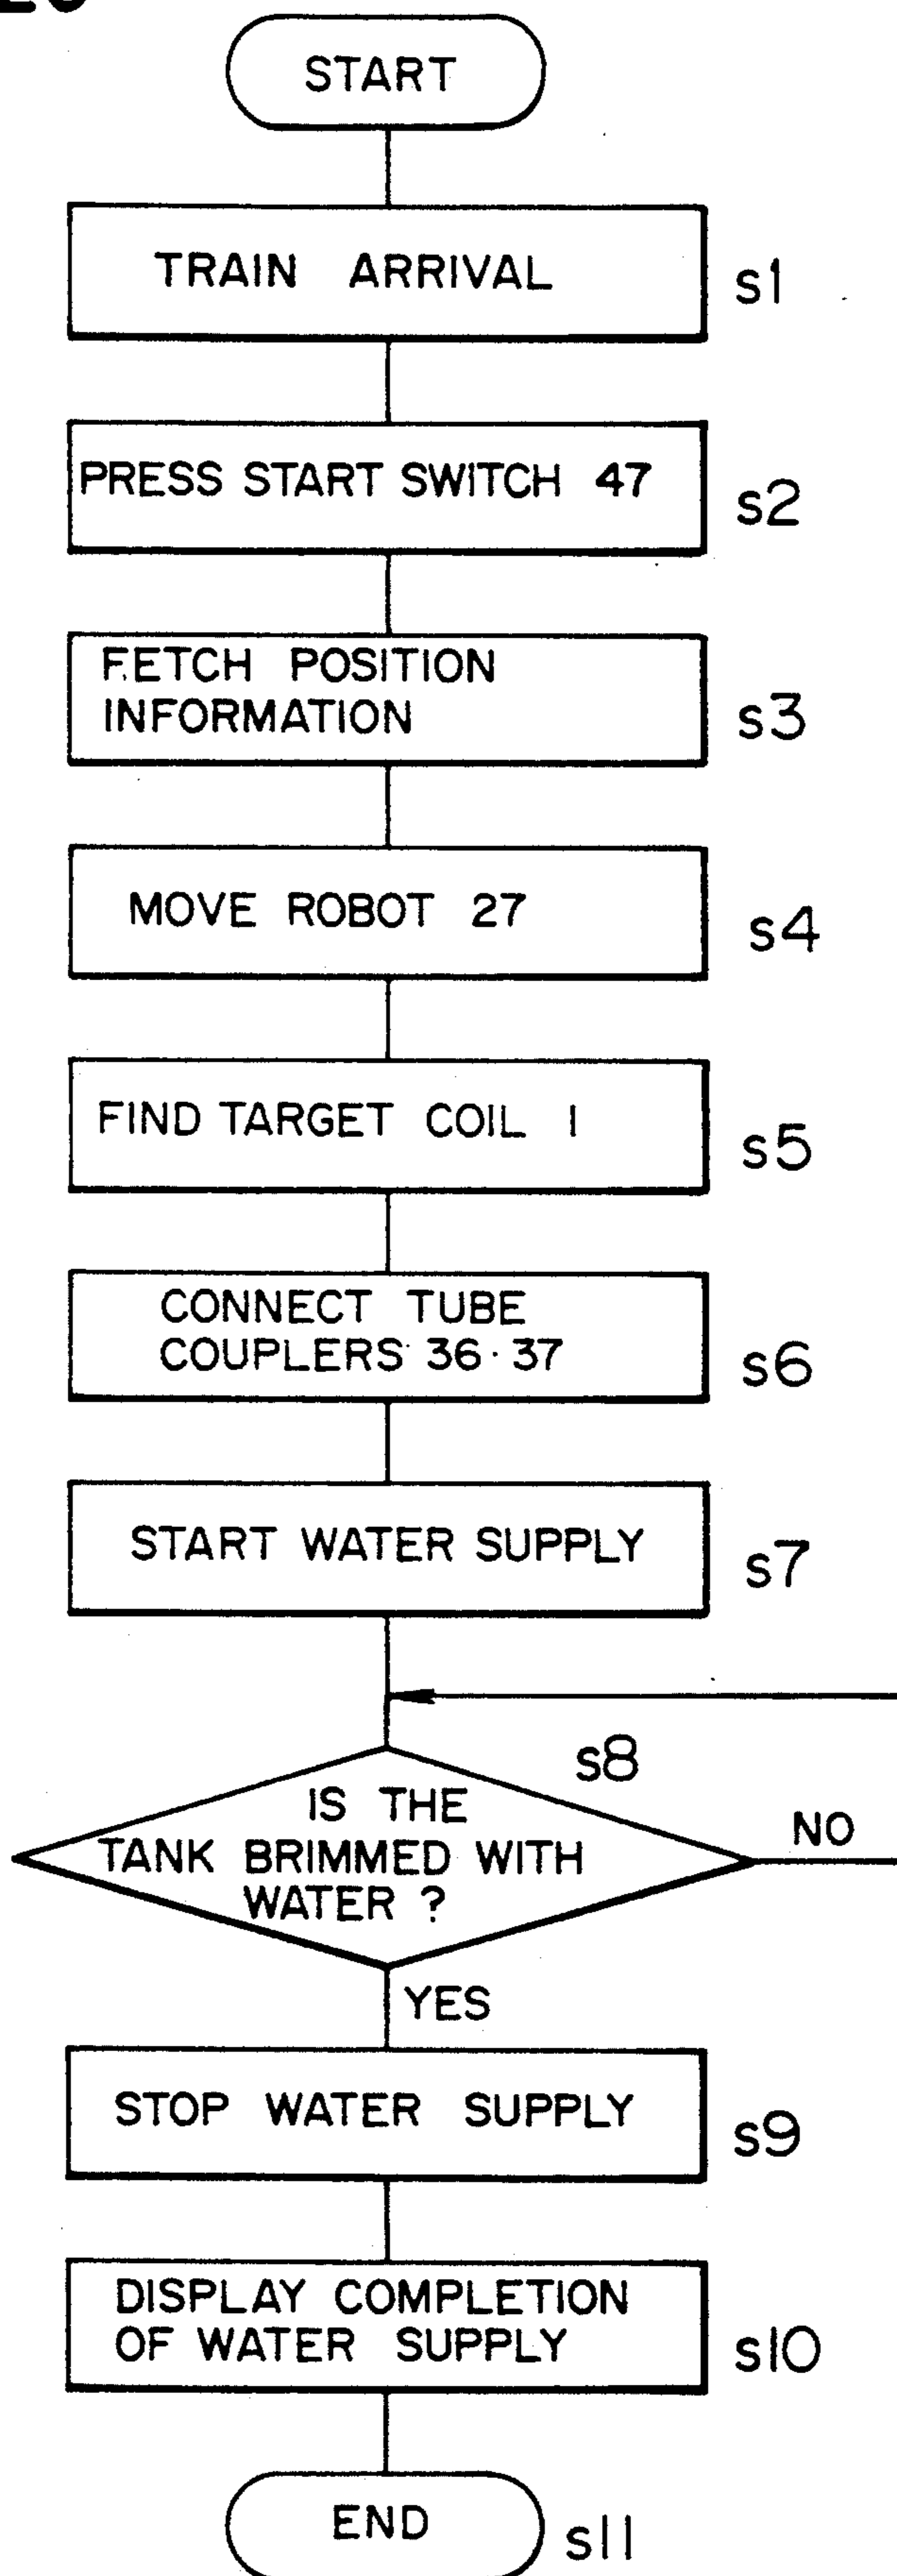 START
TRAIN ARRIVAL
s1
PRESS START SWITCH 47
s2
FETCH POSITION
INFORMATION
s3
MOVE ROBOT 27
s4
FIND TARGET COIL 1
s5
CONNECT TUBE
COUPLERS 36·37
s6
START WATER SUPPLY
s7
s8
IS THE
TANK BRIMMED WITH
WATER ?
NO
YES
STOP WATER SUPPLY
s9
DISPLAY COMPLETION
OF WATER SUPPLY
s10
END
s11